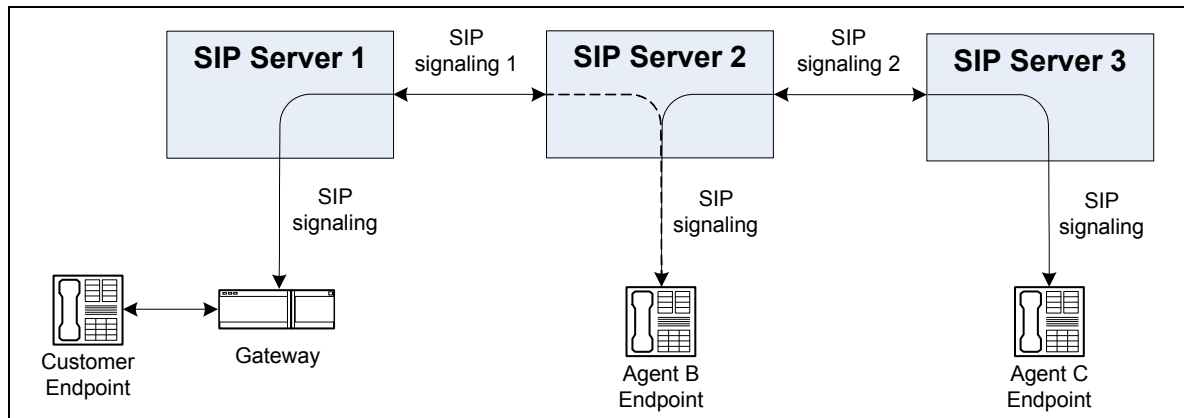 SIP Server 1
SIP
signaling 1
SIP Server 2
SIP
signaling 2
SIP Server 3
SIP
signaling
SIP
signaling
SIP
signaling
Customer
Endpoint
Gateway
Agent B
Endpoint
Agent C
Endpoint